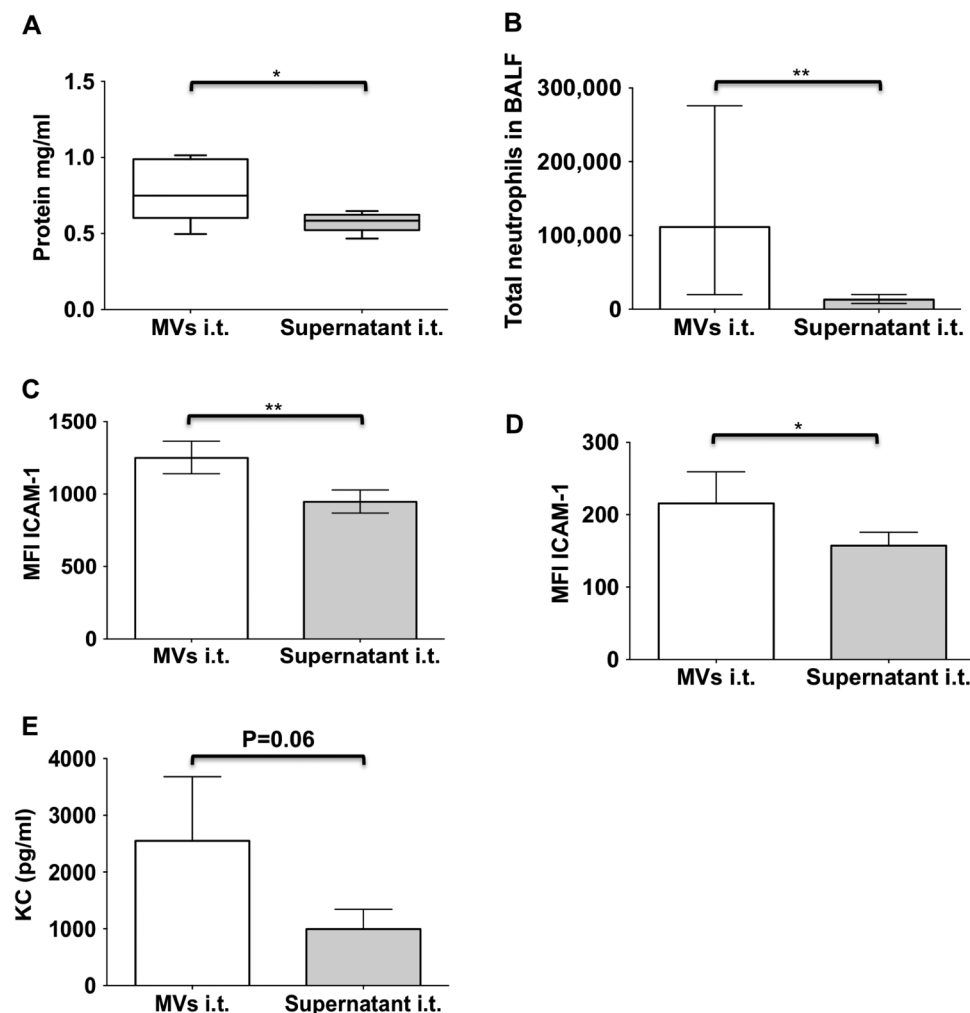 A
Protein mg/ml
1.5
1.0
0.5
0.0
*
MVs i.t.
Supernatant i.t.
B
Total neutrophils in BALF
300,000
200,000
100,000
0
**
MVs i.t.
Supernatant i.t.
C
MFI ICAM-1
1500
1000
500
0
**
MVs i.t.
Supernatant i.t.
D
MFI ICAM-1
300
200
100
0
*
MVs i.t.
Supernatant i.t.
E
KC (pg/ml)
4000
3000
2000
1000
0
P=0.06
MVs i.t.
Supernatant i.t.